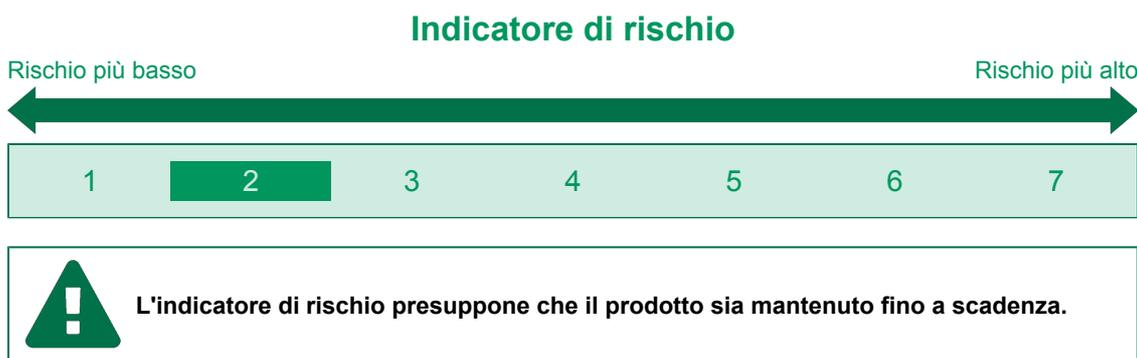 Indicatore di rischio
Rischio più basso Rischio più alto
1 2 3 4 5 6 7
L'indicatore di rischio presuppone che il prodotto sia mantenuto fino a scadenza.